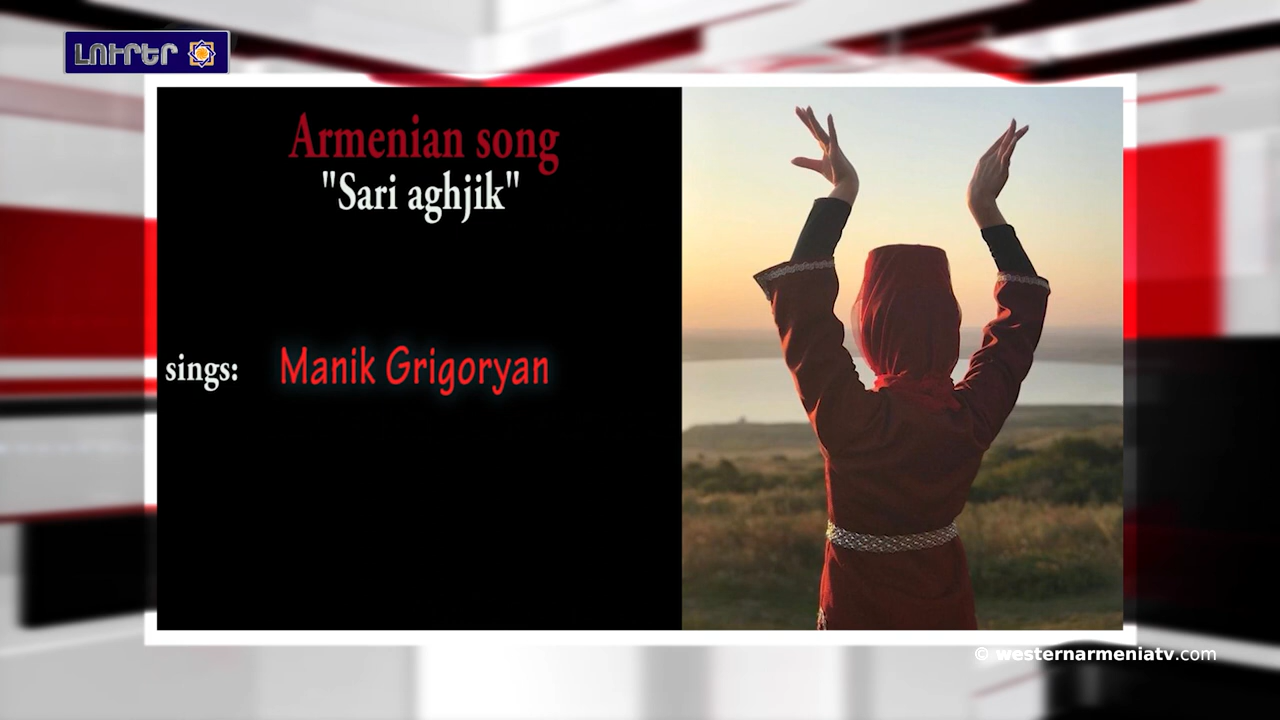 ԼՈՒՐԵՐ
Armenian song
"Sari aghjik"
sings: Manik Grigoryan
© westernarmeniatv.com